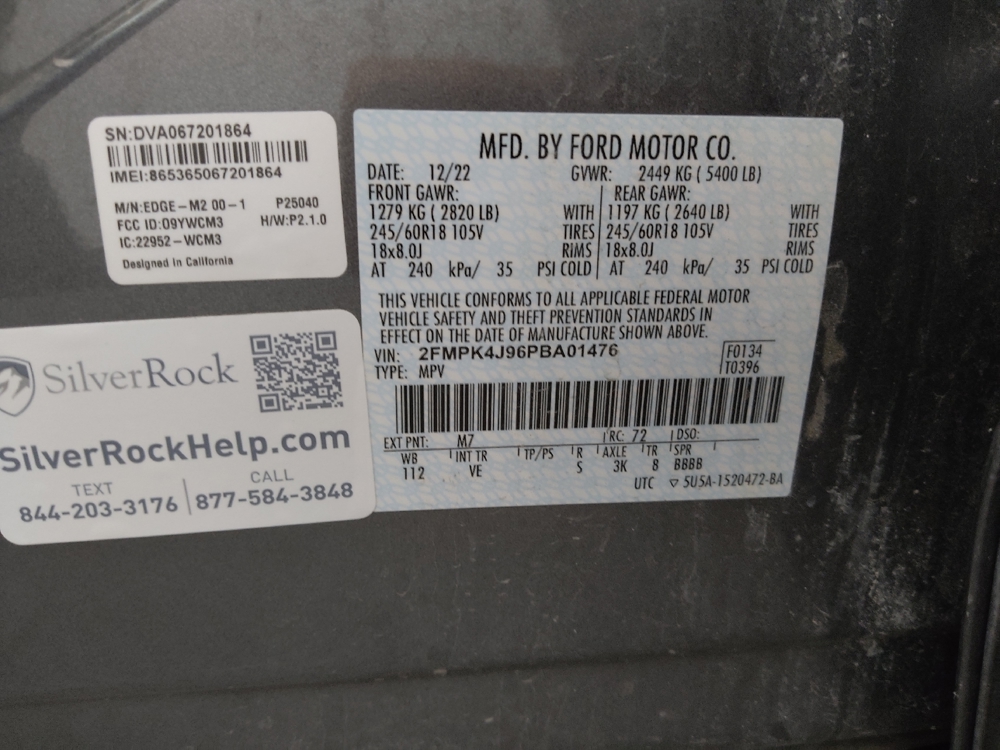 SN:DVA067201864
IMEI:865365067201864
M/N:EDGE-M2 00-1 P25040
FCC ID:O9YWCM3 H/W:P2.1.0
IC:22952-WCM3
Designed in California
SilverRock
SilverRockHelp.com
TEXT CALL
844-203-3176 | 877-584-3848
MFD. BY FORD MOTOR CO.
DATE: 12/22 GVWR: 2449 KG ( 5400 LB)
FRONT GAWR: REAR GAWR:
1279 KG ( 2820 LB) WITH 1197 KG ( 2640 LB) WITH
245/60R18 105V TIRES 245/60R18 105V TIRES
18x8.0J RIMS 18x8.0J RIMS
AT 240 kPa/ 35 PSI COLD AT 240 kPa/ 35 PSI COLD
THIS VEHICLE CONFORMS TO ALL APPLICABLE FEDERAL MOTOR
VEHICLE SAFETY AND THEFT PREVENTION STANDARDS IN
EFFECT ON THE DATE OF MANUFACTURE SHOWN ABOVE.
VIN: 2FMPK4J96PBA01476 F0134
TYPE: MPV T0396
EXT PNT: M7 RC: 72 DSO:
WB INT TR TP/PS R AXLE TR SPR
112 VE S 3K 8 BBBB
UTC ▽ 5U5A-1520472-BA